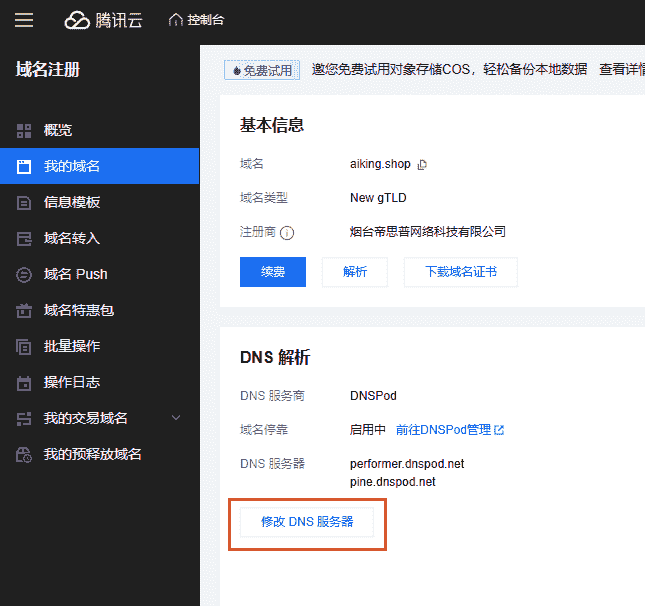 腾讯云 控制台
域名注册
概览
我的域名
信息模板
域名转入
域名 Push
域名特惠包
批量操作
操作日志
我的交易域名
我的预释放域名
免费试用 邀您免费试用对象存储COS，轻松备份本地数据 查看详情
基本信息
域名 aiking.shop
域名类型 New gTLD
注册商 烟台帝思普网络科技有限公司
续费 解析 下载域名证书
DNS 解析
DNS 服务商 DNSPod
域名停靠 启用中 前往DNSPod管理
DNS 服务器 performer.dnspod.net
pine.dnspod.net
修改 DNS 服务器